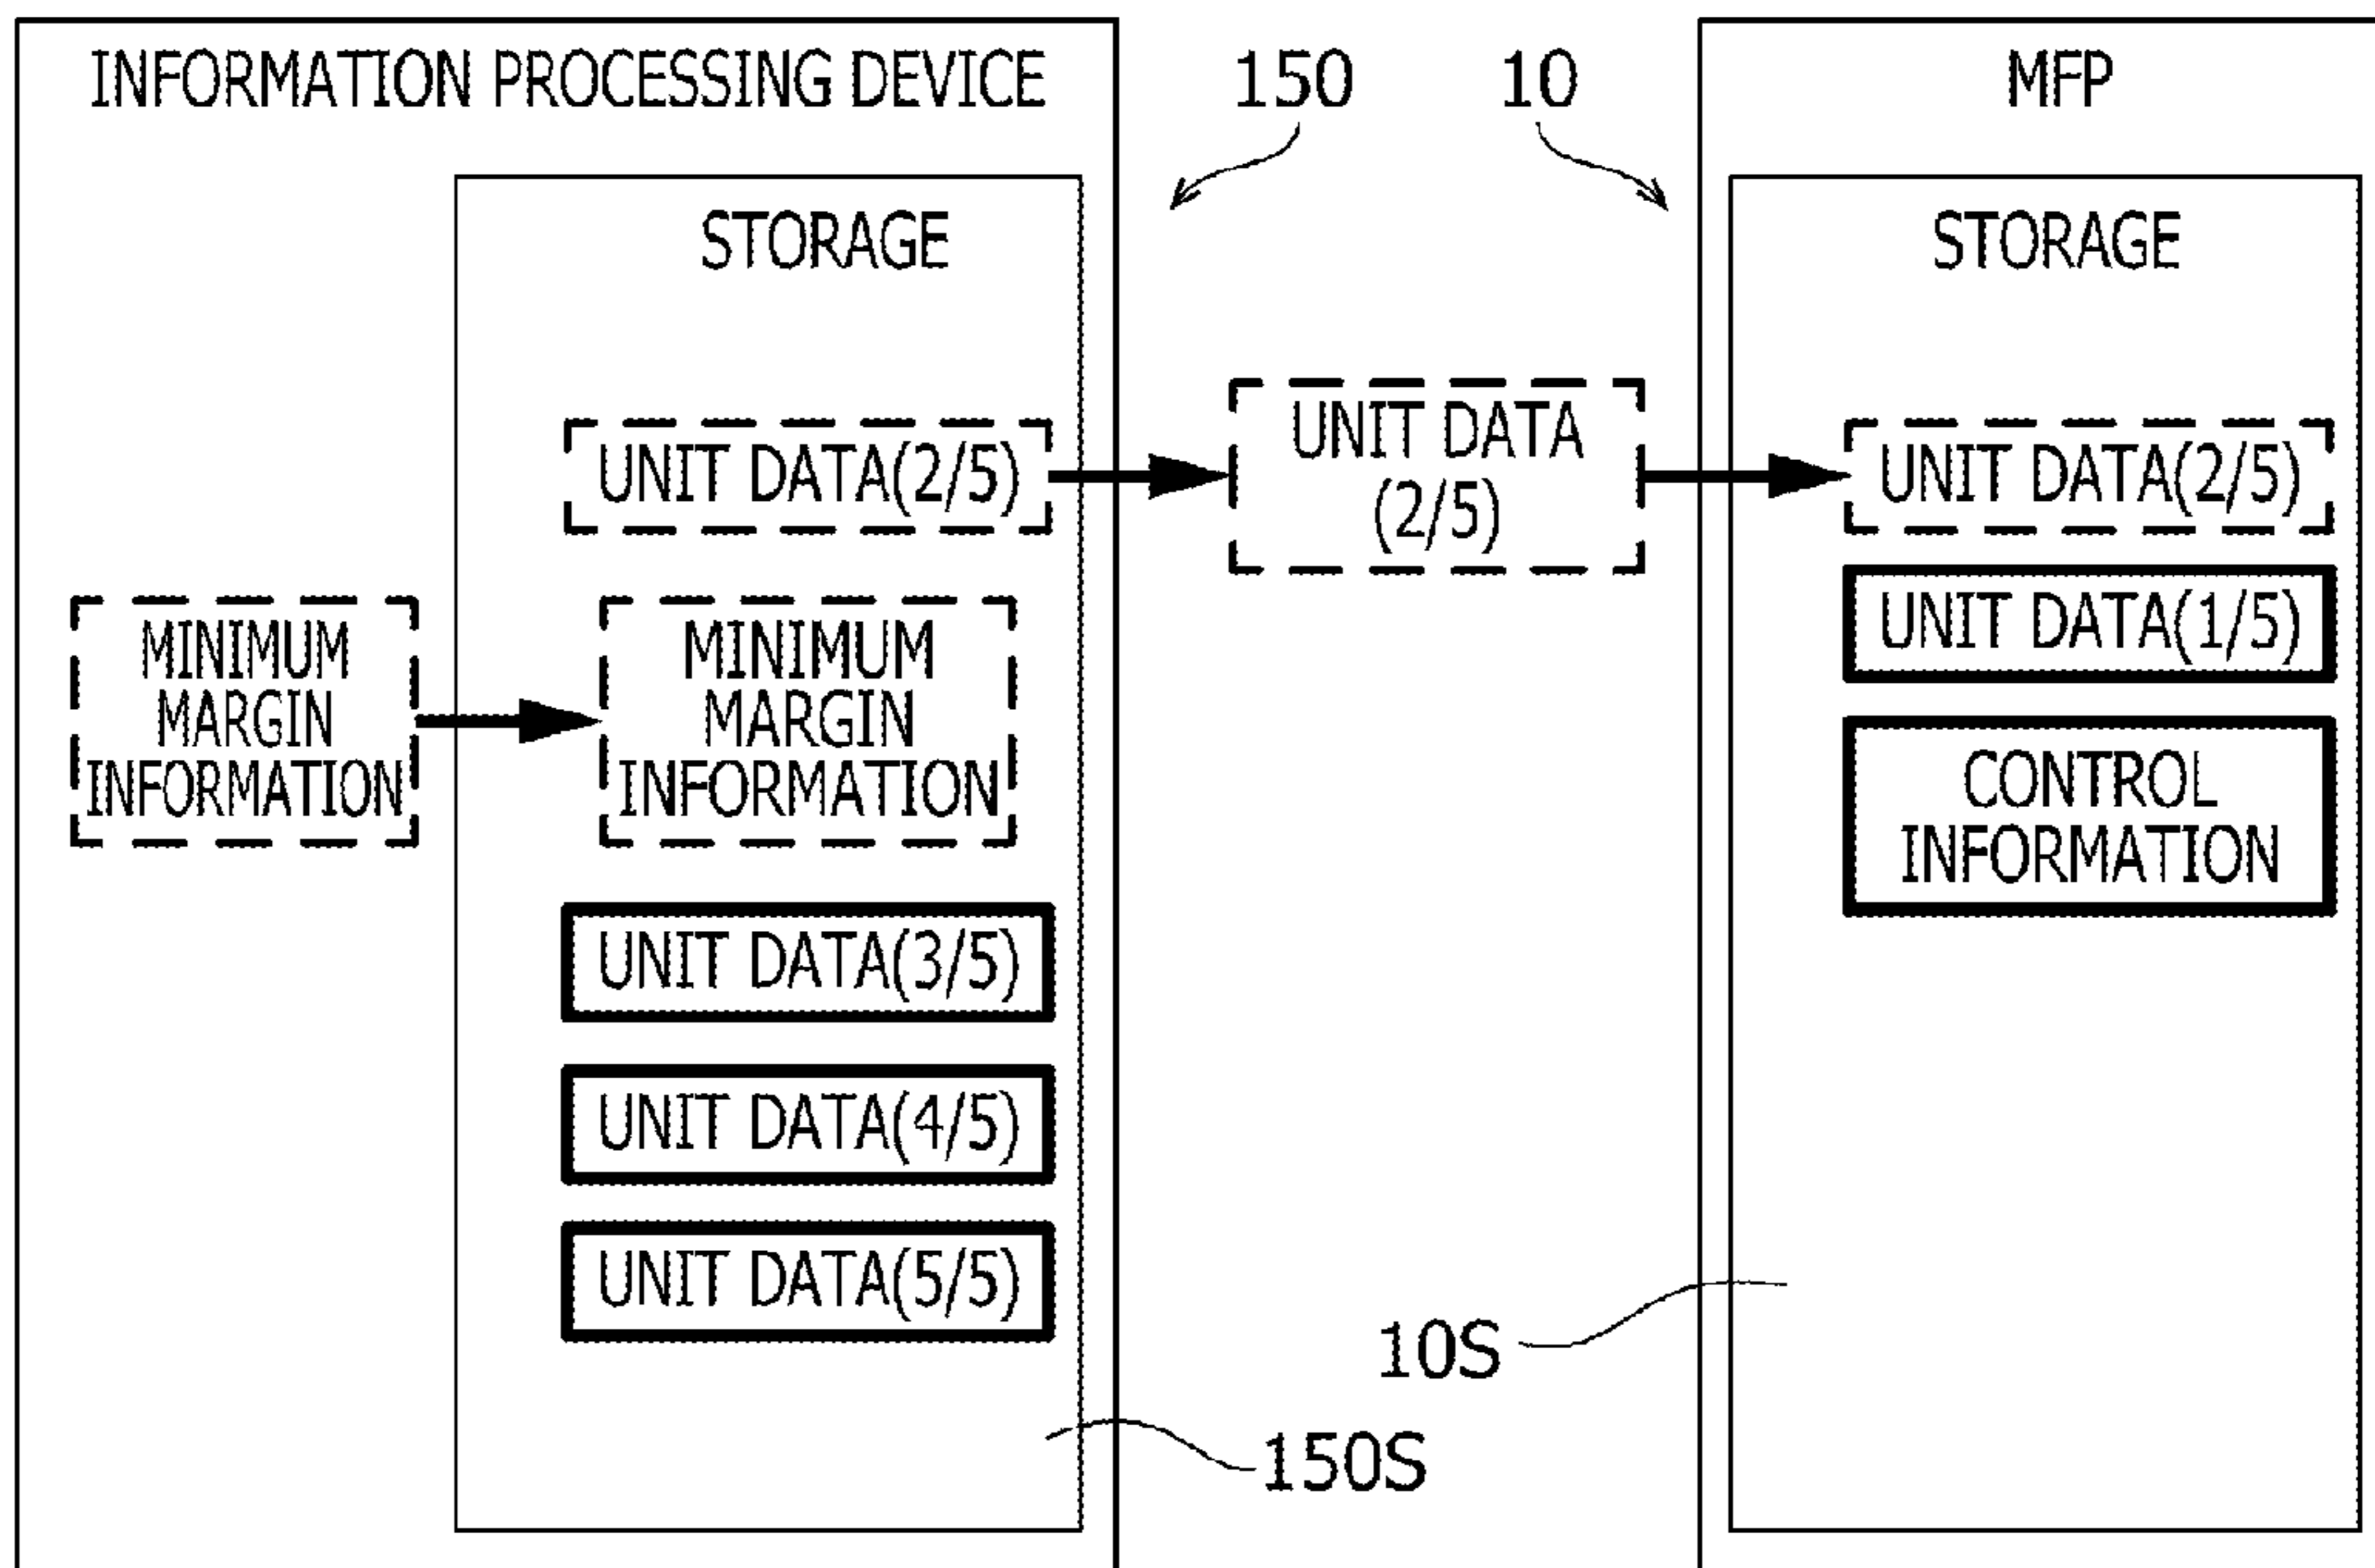 INFORMATION PROCESSING DEVICE
150
10
MFP
STORAGE
STORAGE
UNIT DATA(2/5)
UNIT DATA
(2/5)
UNIT DATA(2/5)
UNIT DATA(1/5)
MINIMUM
MARGIN
INFORMATION
MINIMUM
MARGIN
INFORMATION
CONTROL
INFORMATION
UNIT DATA(3/5)
UNIT DATA(4/5)
UNIT DATA(5/5)
10S
150S